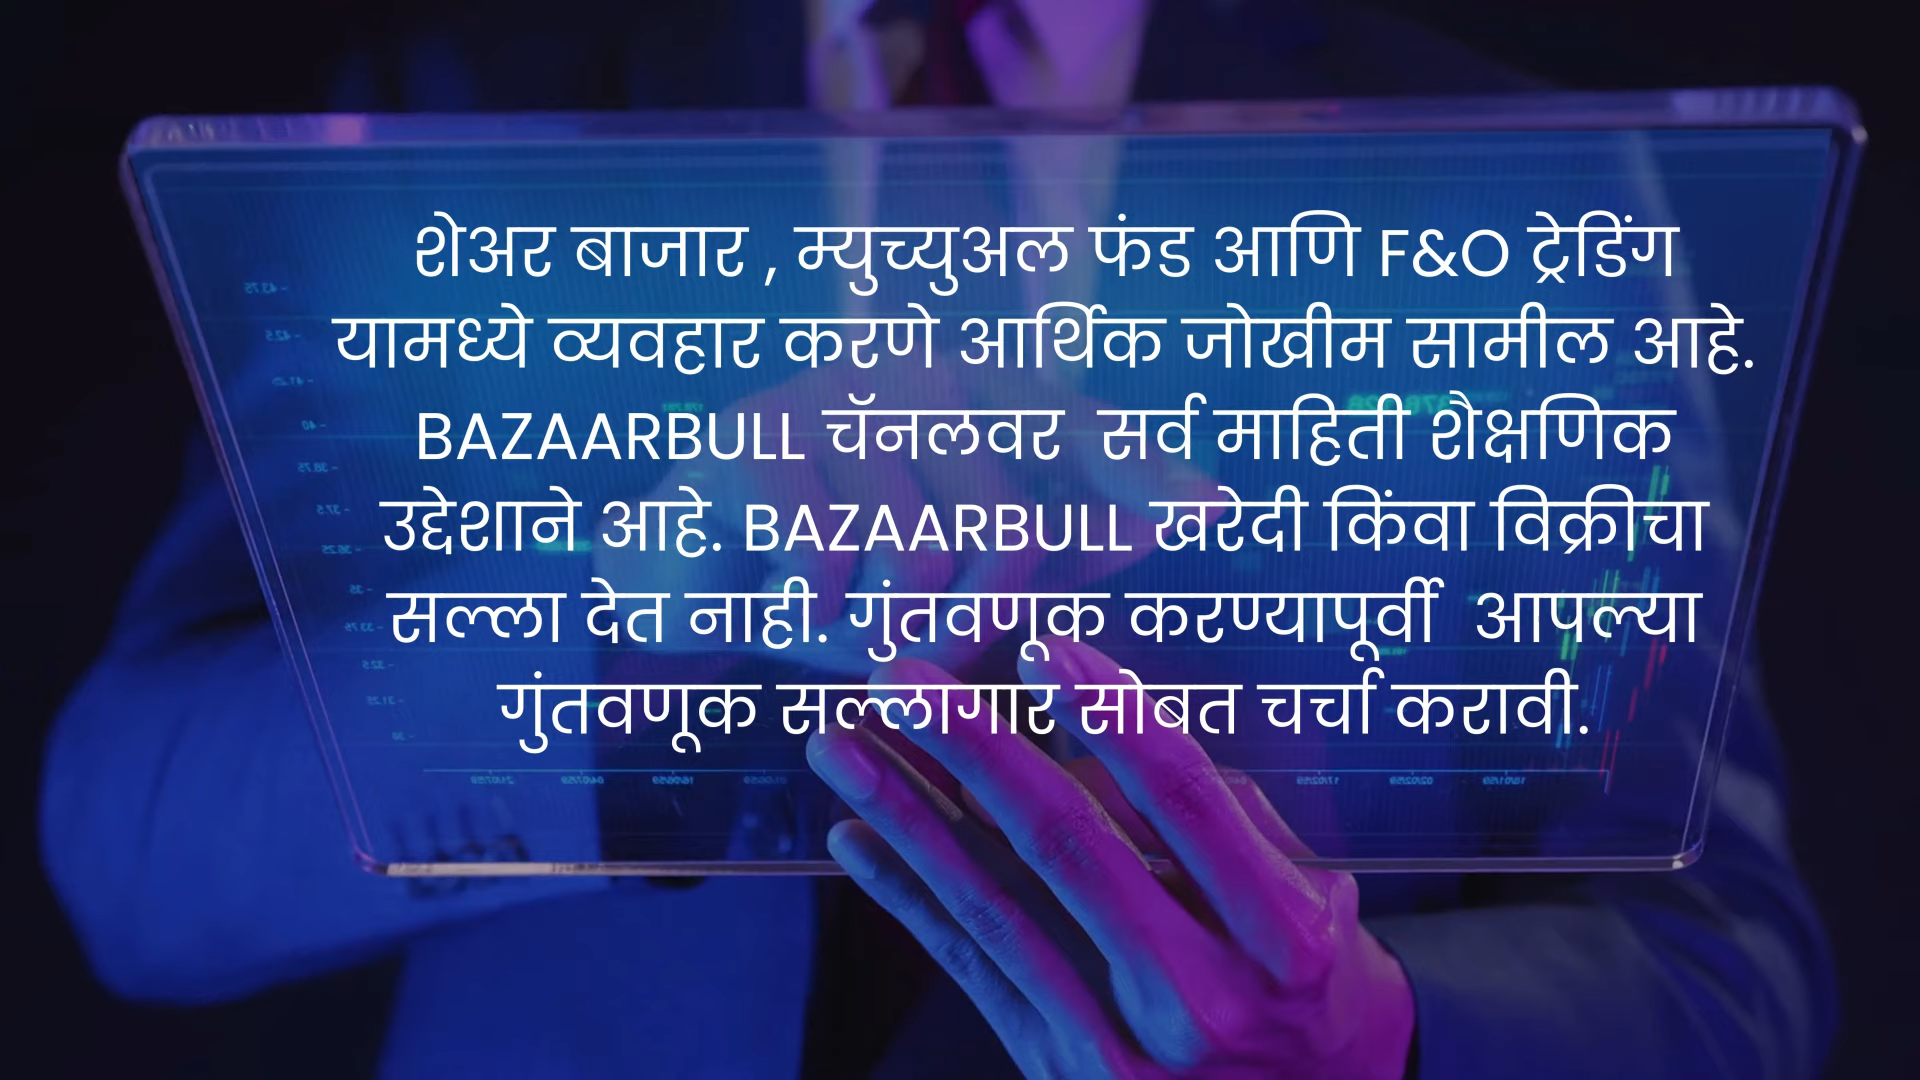 शेअर बाजार , म्युच्युअल फंड आणि F&O ट्रेडिंग
यामध्ये व्यवहार करणे आर्थिक जोखीम सामील आहे.
BAZAARBULL चॅनलवर सर्व माहिती शैक्षणिक
उद्देशाने आहे. BAZAARBULL खरेदी किंवा विक्रीचा
सल्ला देत नाही. गुंतवणूक करण्यापूर्वी आपल्या
गुंतवणूक सल्लागार सोबत चर्चा करावी.